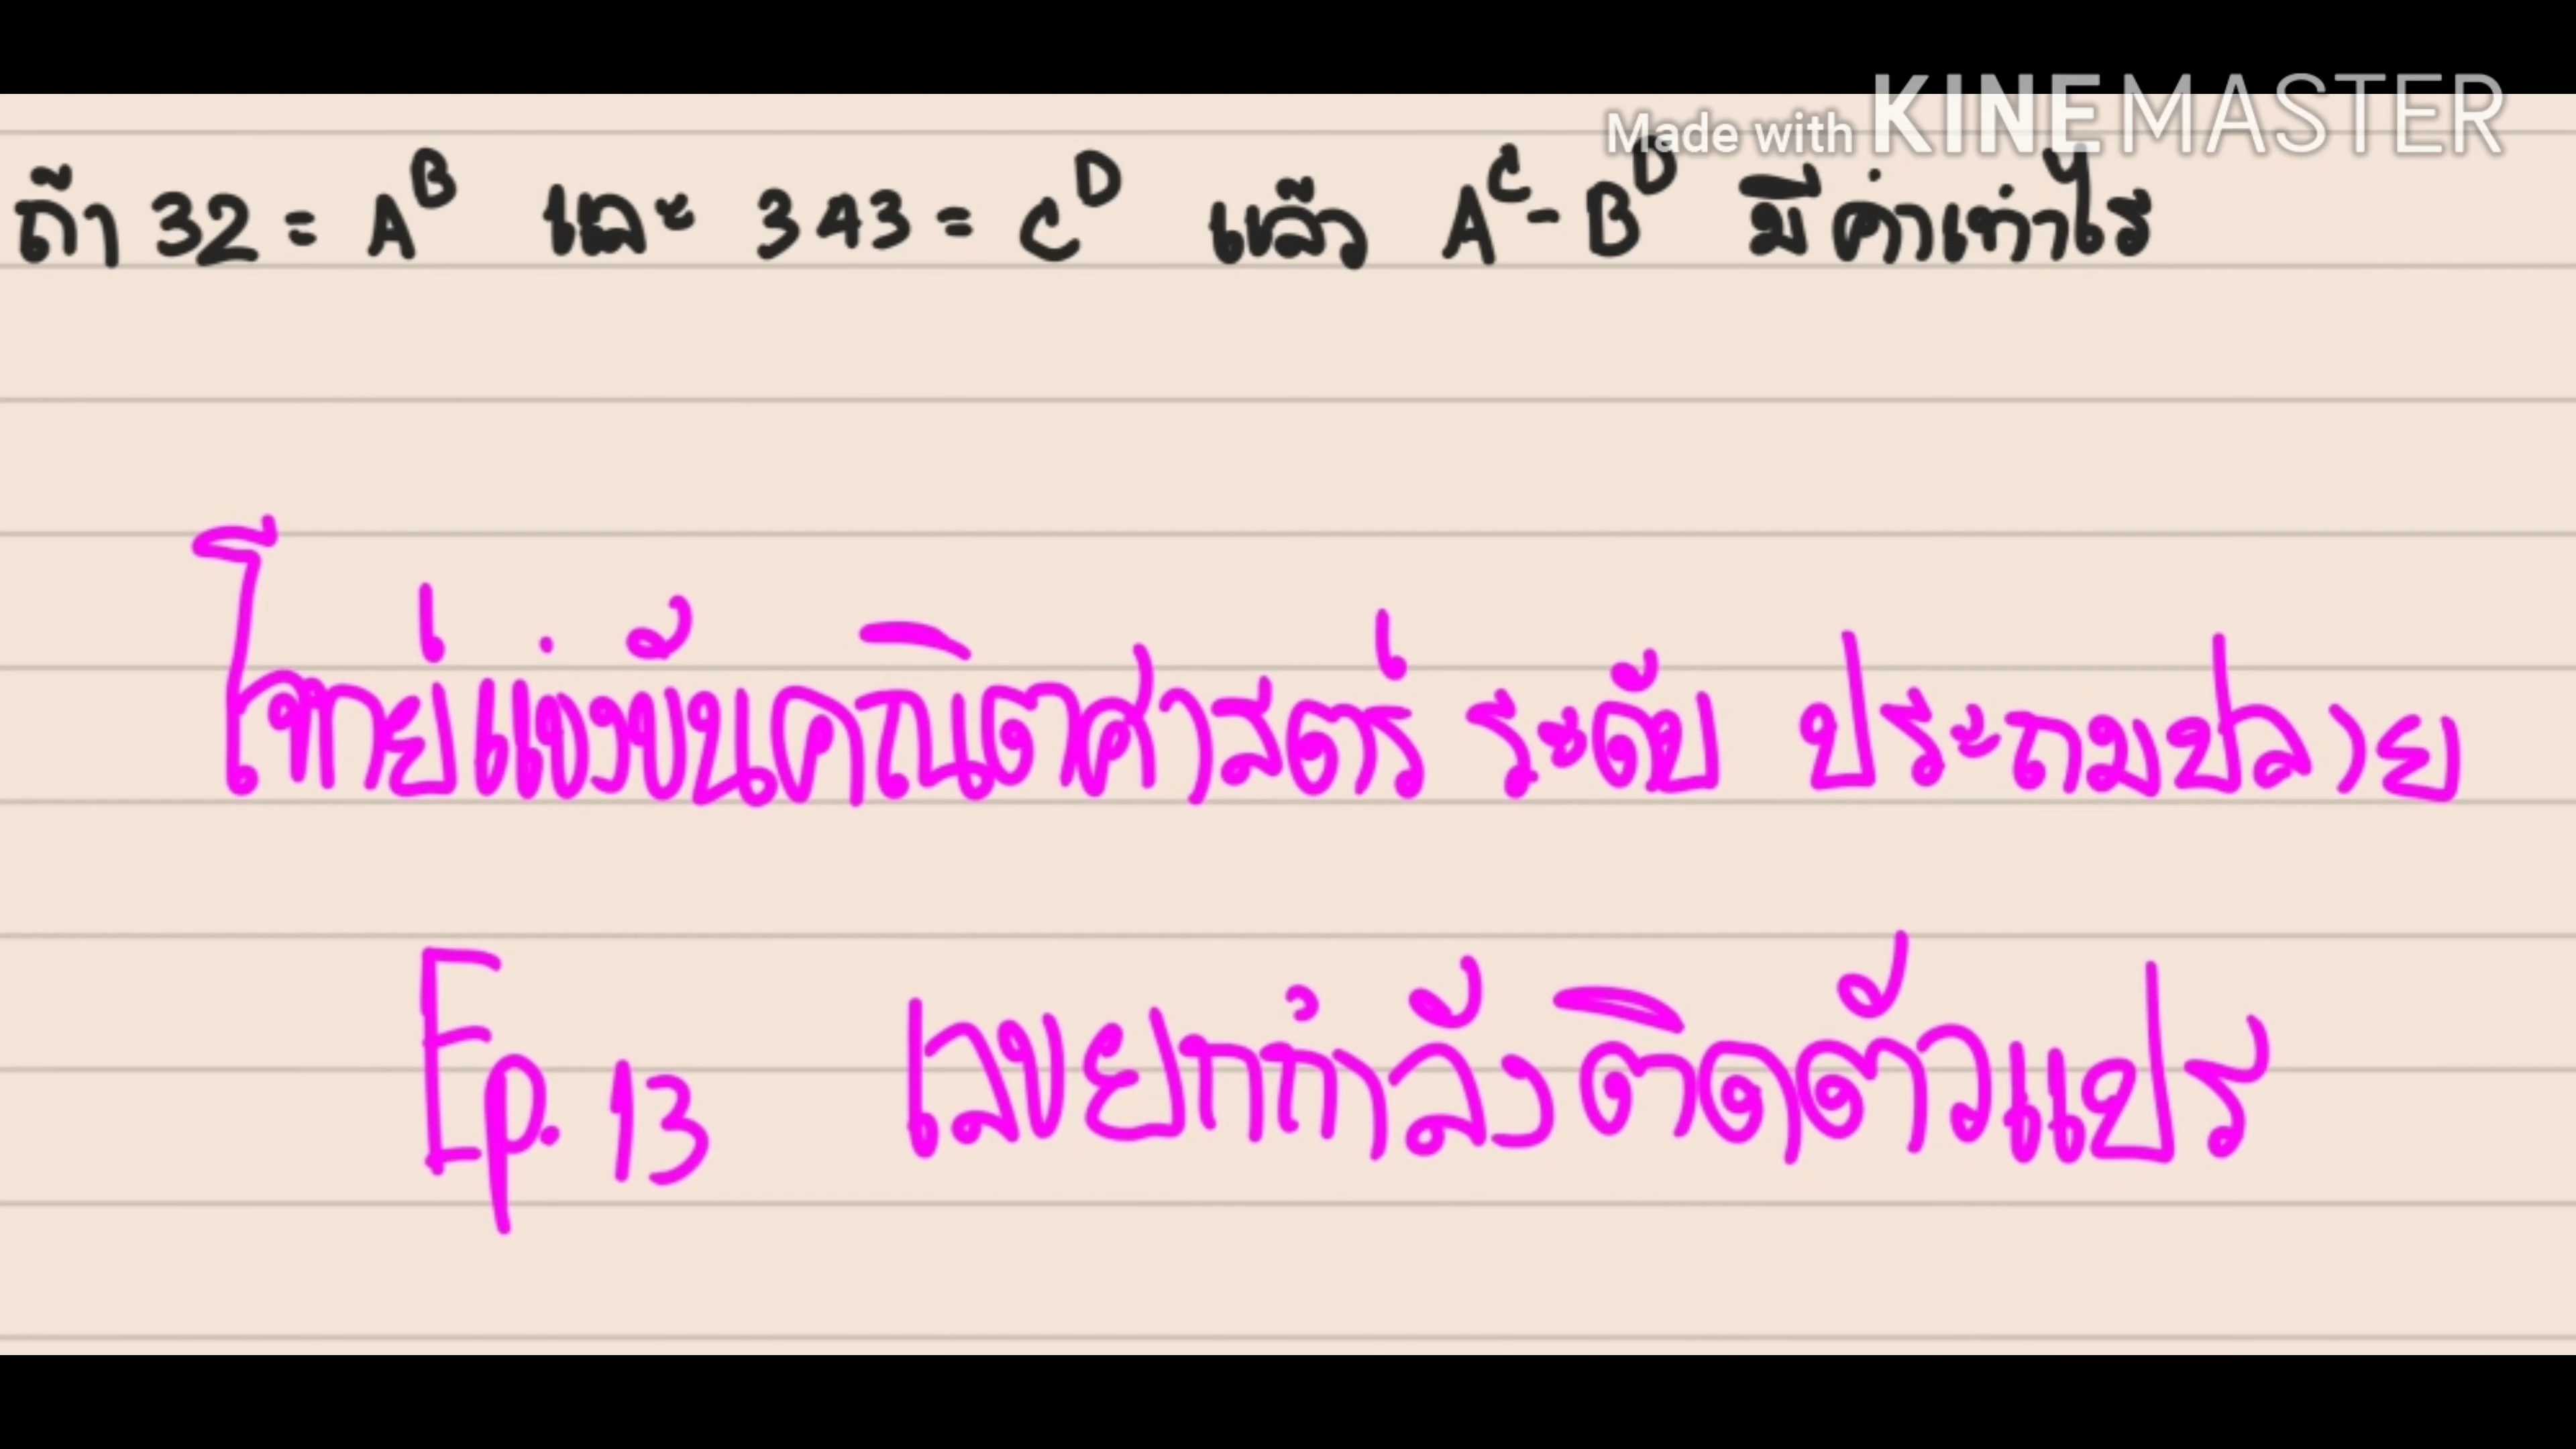 Made with KINEMASTER
ถ้า 32 = A^B และ 343 = C^D แล้ว A^C - B^D มีค่าเท่าไร
โจทย์แข่งขันคณิตศาสตร์ ระดับ ประถมปลาย
Ep. 13 เลขยกกำลังติดตัวแปร